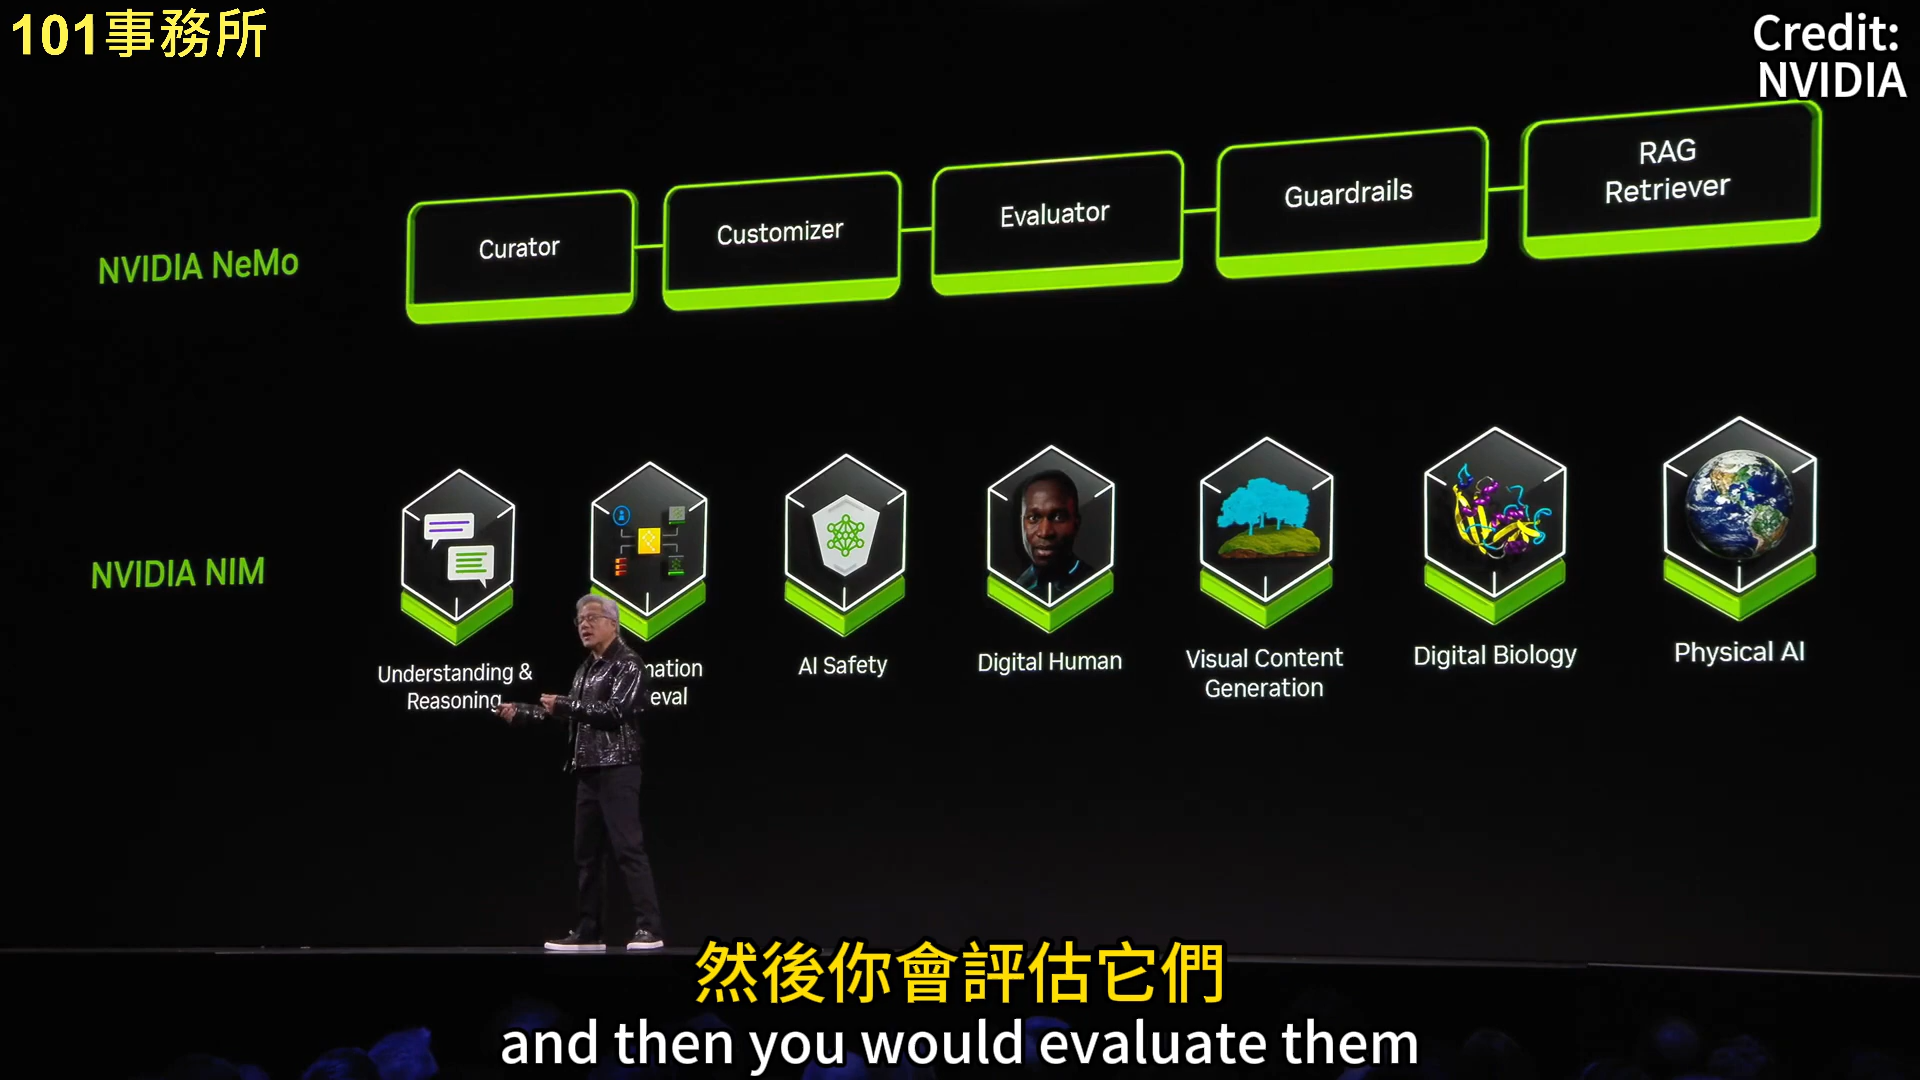 101事務所
Credit:
NVIDIA
NVIDIA NeMo
Curator
Customizer
Evaluator
Guardrails
RAG
Retriever
NVIDIA NIM
Understanding &
Reasoning
AI Safety
Digital Human
Visual Content
Generation
Digital Biology
Physical AI
然後你會評估它們
and then you would evaluate them